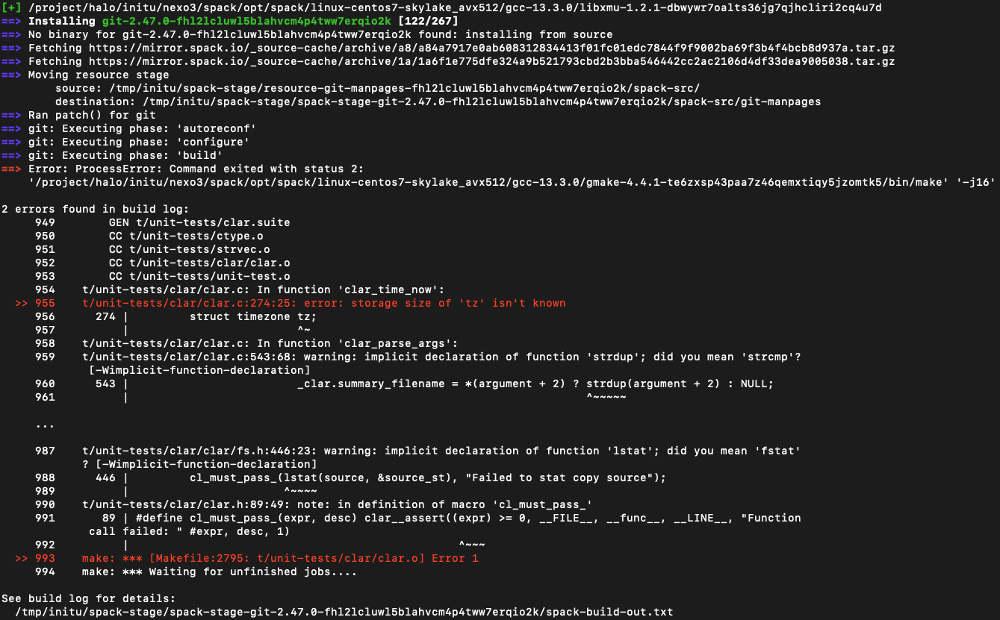 [+] /project/halo/initu/nexo3/spack/opt/spack/linux-centos7-skylake_avx512/gcc-13.3.0/libxmu-1.2.1-dbwywr7oalts36jg7qjhcliri2cq4u7d
==> Installing git-2.47.0-fhl2lcluwl5blahvcm4p4tww7erqio2k [122/267]
==> No binary for git-2.47.0-fhl2lcluwl5blahvcm4p4tww7erqio2k found: installing from source
==> Fetching https://mirror.spack.io/_source-cache/archive/a8/a84a7917e0ab608312834413f01fc01edc7844f9f9002ba69f3b4f4bcb8d937a.tar.gz
==> Fetching https://mirror.spack.io/_source-cache/archive/1a/1a6f1e775dfe324a9b521793cbd2b3bba546442cc2ac2106d4df33dea9005038.tar.gz
==> Moving resource stage
        source: /tmp/initu/spack-stage/resource-git-manpages-fhl2lcluwl5blahvcm4p4tww7erqio2k/spack-src/
        destination: /tmp/initu/spack-stage/spack-stage-git-2.47.0-fhl2lcluwl5blahvcm4p4tww7erqio2k/spack-src/git-manpages
==> Ran patch() for git
==> git: Executing phase: 'autoreconf'
==> git: Executing phase: 'configure'
==> git: Executing phase: 'build'
==> Error: ProcessError: Command exited with status 2:
    '/project/halo/initu/nexo3/spack/opt/spack/linux-centos7-skylake_avx512/gcc-13.3.0/gmake-4.4.1-te6zxsp43paa7z46qemxtiqy5jzomtk5/bin/make' '-j16'
2 errors found in build log:
     949        GEN t/unit-tests/clar.suite
     950        CC t/unit-tests/ctype.o
     951        CC t/unit-tests/strvec.o
     952        CC t/unit-tests/clar/clar.o
     953        CC t/unit-tests/unit-test.o
     954    t/unit-tests/clar/clar.c: In function 'clar_time_now':
  >> 955    t/unit-tests/clar/clar.c:274:25: error: storage size of 'tz' isn't known
     956      274 |         struct timezone tz;
     957          |                         ^~
     958    t/unit-tests/clar/clar.c: In function 'clar_parse_args':
     959    t/unit-tests/clar/clar.c:543:68: warning: implicit declaration of function 'strdup'; did you mean 'strcmp'?
             [-Wimplicit-function-declaration]
     960      543 |                         _clar.summary_filename = *(argument + 2) ? strdup(argument + 2) : NULL;
     961          |                                                                    ^~~~~~
     ...
     987    t/unit-tests/clar/clar/fs.h:446:23: warning: implicit declaration of function 'lstat'; did you mean 'fstat'
            ? [-Wimplicit-function-declaration]
     988      446 |         cl_must_pass_(lstat(source, &source_st), "Failed to stat copy source");
     989          |                       ^~~~~
     990    t/unit-tests/clar/clar.h:89:49: note: in definition of macro 'cl_must_pass_'
     991       89 | #define cl_must_pass_(expr, desc) clar__assert((expr) >= 0, __FILE__, __func__, __LINE__, "Function
             call failed: " #expr, desc, 1)
     992          |                                                 ^~~~
  >> 993    make: *** [Makefile:2795: t/unit-tests/clar/clar.o] Error 1
     994    make: *** Waiting for unfinished jobs....
See build log for details:
  /tmp/initu/spack-stage/spack-stage-git-2.47.0-fhl2lcluwl5blahvcm4p4tww7erqio2k/spack-build-out.txt